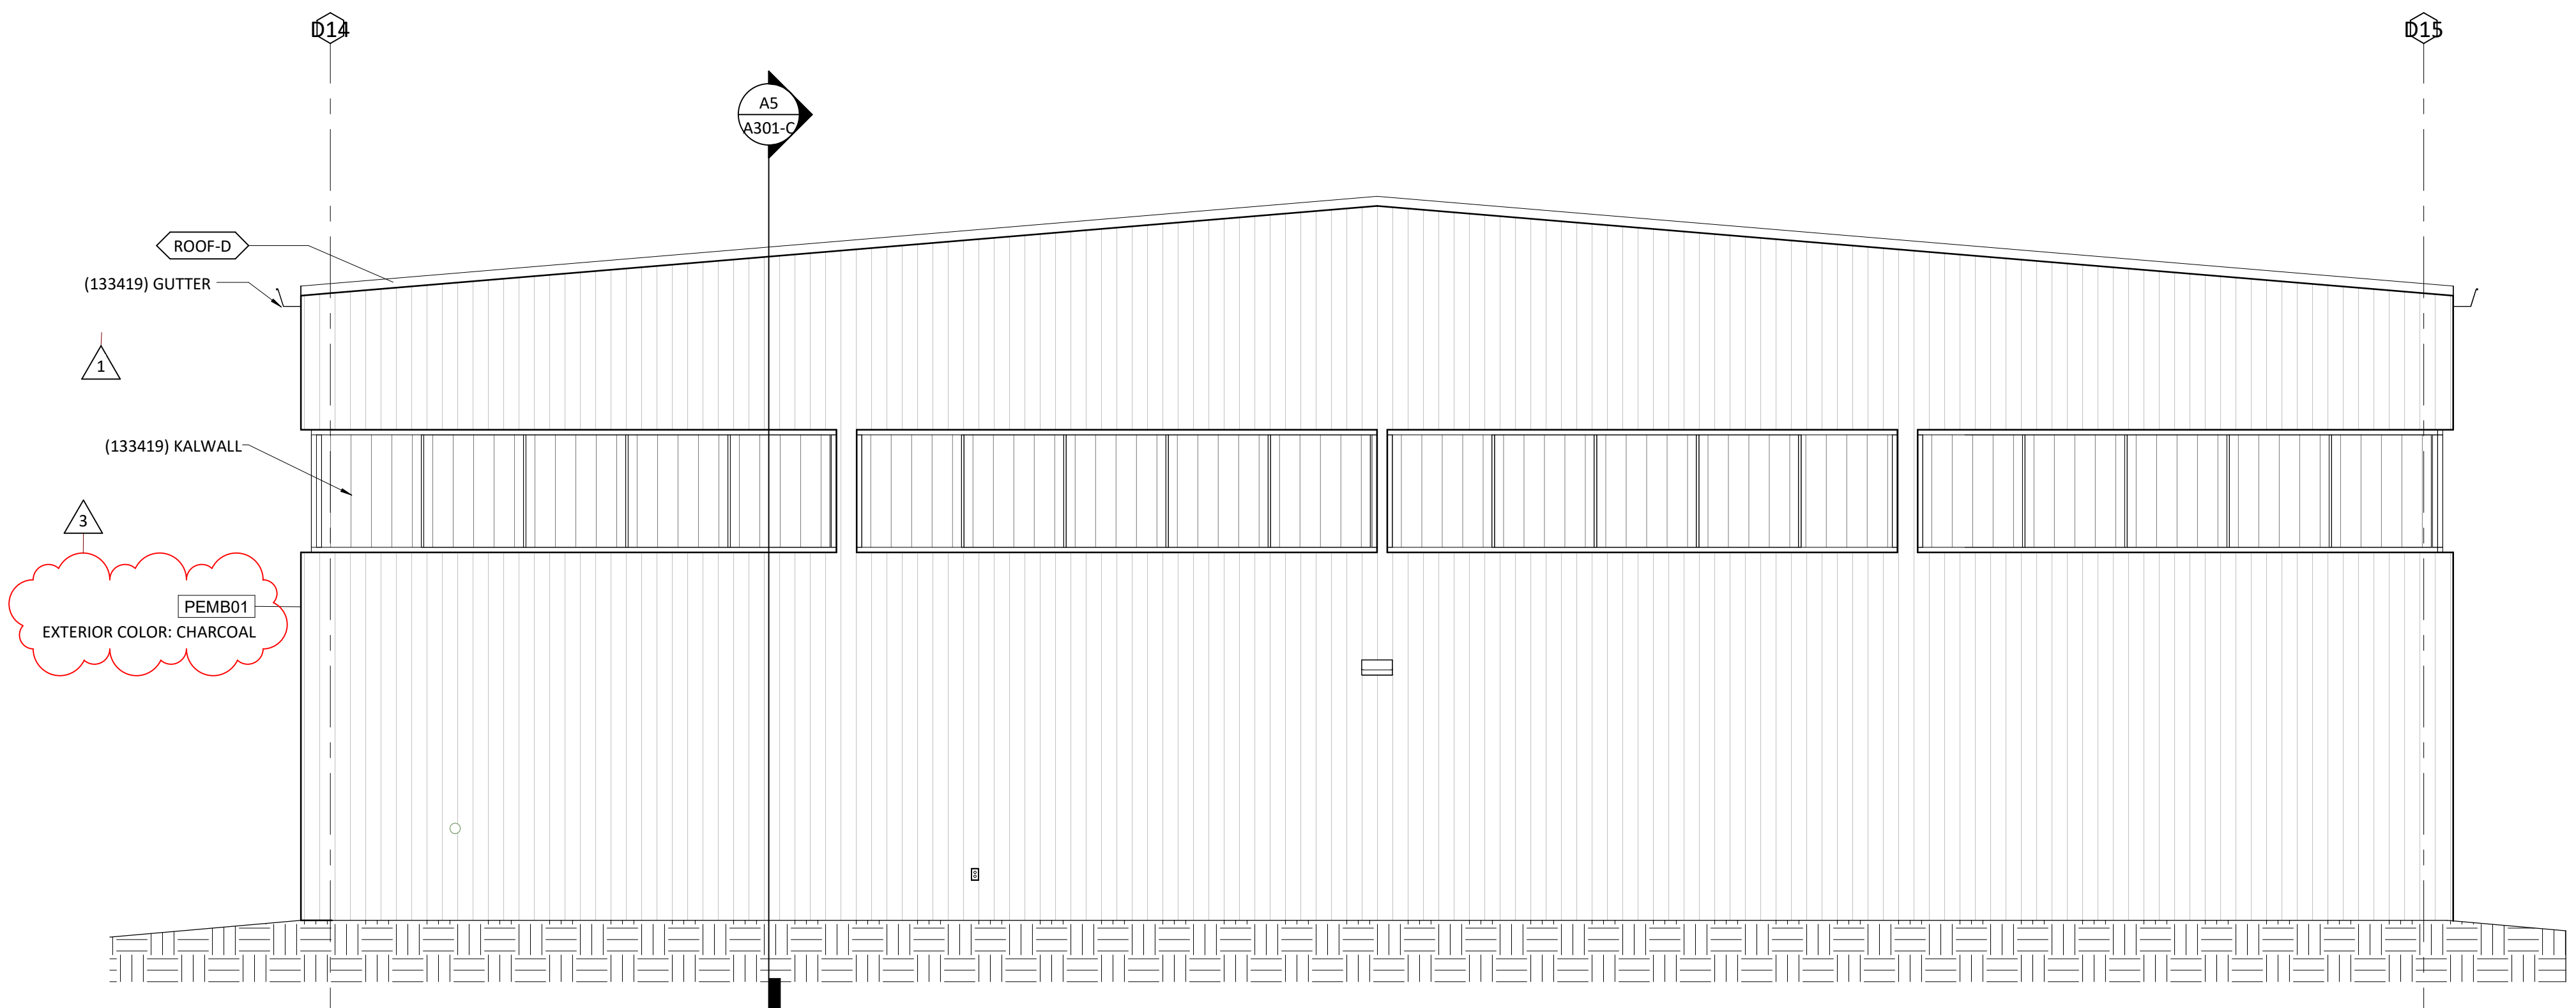 D14
D15
A5
A301-C
ROOF-D
(133419) GUTTER
1
(133419) KALWALL
3
PEMB01
EXTERIOR COLOR: CHARCOAL